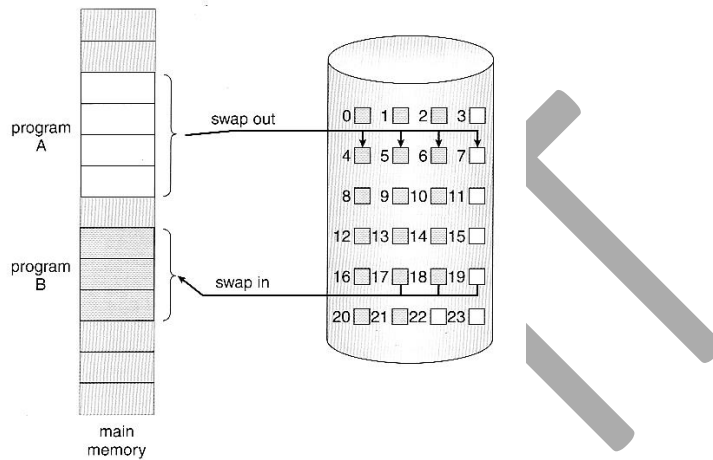 0 1 2 3
program
A
swap out
4 5 6 7
8 9 10 11
12 13 14 15
program
B
swap in
16 17 18 19
20 21 22 23
main
memory